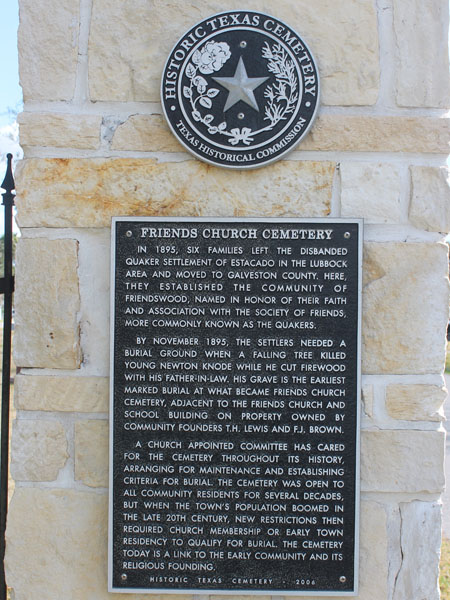 HISTORIC TEXAS CEMETERY
TEXAS HISTORICAL COMMISSION
FRIENDS CHURCH CEMETERY
IN 1895, SIX FAMILIES LEFT THE DISBANDED
QUAKER SETTLEMENT OF ESTACADO IN THE LUBBOCK
AREA AND MOVED TO GALVESTON COUNTY. HERE,
THEY ESTABLISHED THE COMMUNITY OF
FRIENDSWOOD, NAMED IN HONOR OF THEIR FAITH
AND ASSOCIATION WITH THE SOCIETY OF FRIENDS,
MORE COMMONLY KNOWN AS THE QUAKERS.
BY NOVEMBER 1895, THE SETTLERS NEEDED A
BURIAL GROUND WHEN A FALLING TREE KILLED
YOUNG NEWTON KNODE WHILE HE CUT FIREWOOD
WITH HIS FATHER-IN-LAW. HIS GRAVE IS THE EARLIEST
MARKED BURIAL AT WHAT BECAME FRIENDS CHURCH
CEMETERY, ADJACENT TO THE FRIENDS CHURCH AND
SCHOOL BUILDING ON PROPERTY OWNED BY
COMMUNITY FOUNDERS T.H. LEWIS AND F.J. BROWN.
A CHURCH APPOINTED COMMITTEE HAS CARED
FOR THE CEMETERY THROUGHOUT ITS HISTORY,
ARRANGING FOR MAINTENANCE AND ESTABLISHING
CRITERIA FOR BURIAL. THE CEMETERY WAS OPEN TO
ALL COMMUNITY RESIDENTS FOR SEVERAL DECADES,
BUT WHEN THE TOWN'S POPULATION BOOMED IN
THE LATE 20TH CENTURY, NEW RESTRICTIONS THEN
REQUIRED CHURCH MEMBERSHIP OR EARLY TOWN
RESIDENCY TO QUALIFY FOR BURIAL. THE CEMETERY
TODAY IS A LINK TO THE EARLY COMMUNITY AND ITS
RELIGIOUS FOUNDING.
HISTORIC TEXAS CEMETERY - 2006